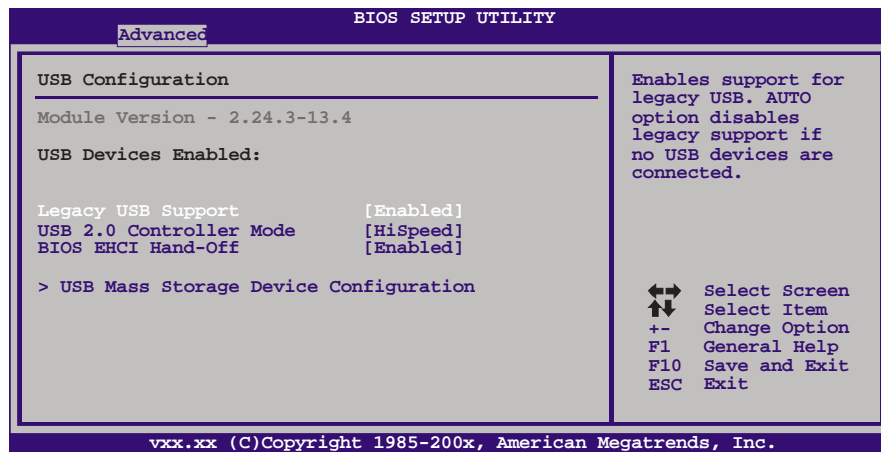 BIOS SETUP UTILITY
Advanced
USB Configuration
Module Version - 2.24.3-13.4
USB Devices Enabled:
Legacy USB Support [Enabled]
USB 2.0 Controller Mode [HiSpeed]
BIOS EHCI Hand-Off [Enabled]
> USB Mass Storage Device Configuration
Enables support for
legacy USB. AUTO
option disables
legacy support if
no USB devices are
connected.
Select Screen
Select Item
+- Change Option
F1 General Help
F10 Save and Exit
ESC Exit
vxx.xx (C)Copyright 1985-200x, American Megatrends, Inc.